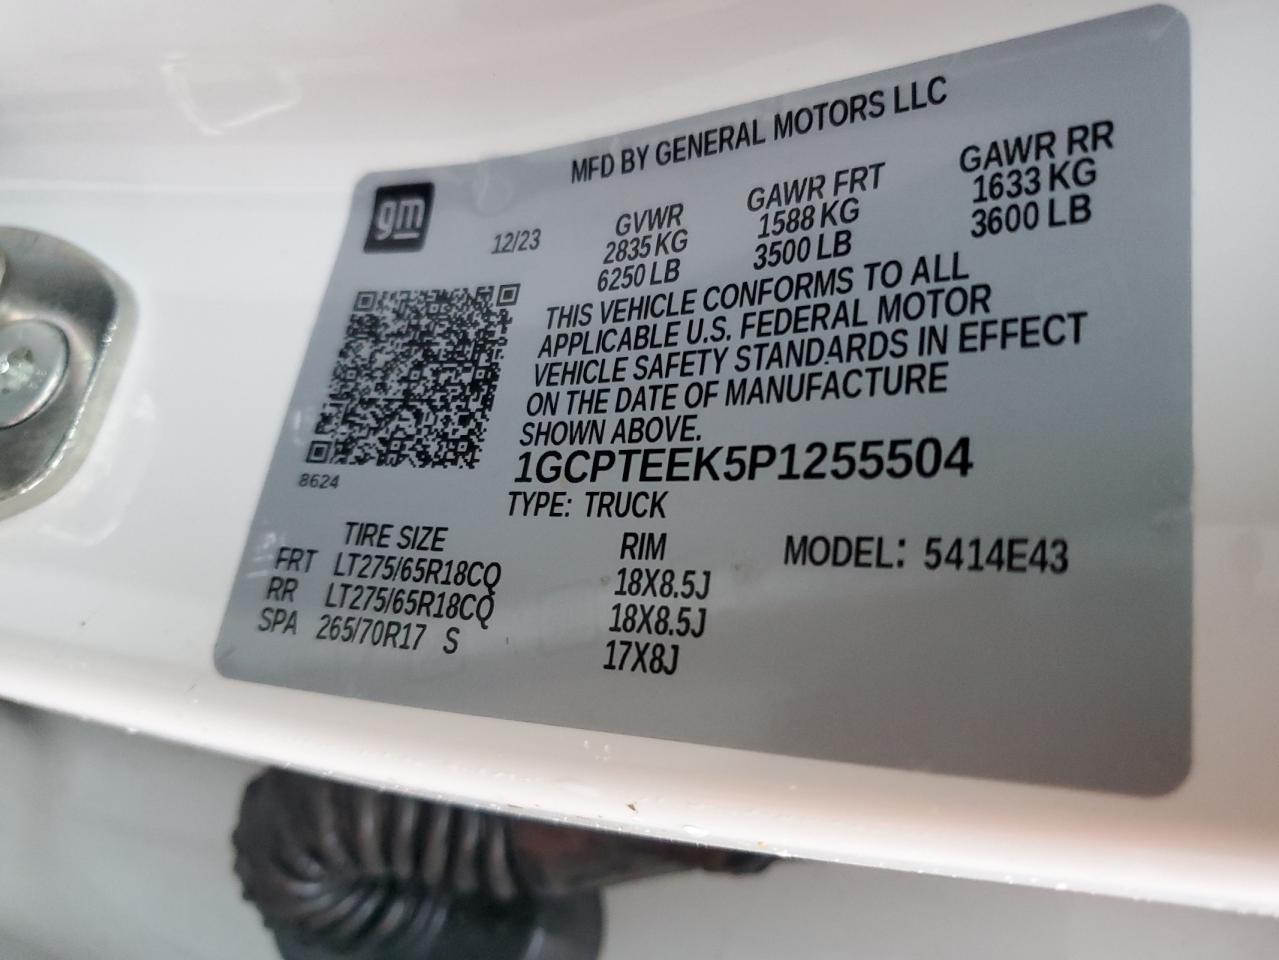 MFD BY GENERAL MOTORS LLC
gm
12/23
GVWR
2835 KG
6250 LB
GAWR FRT
1588 KG
3500 LB
GAWR RR
1633 KG
3600 LB
THIS VEHICLE CONFORMS TO ALL
APPLICABLE U.S. FEDERAL MOTOR
VEHICLE SAFETY STANDARDS IN EFFECT
ON THE DATE OF MANUFACTURE
SHOWN ABOVE.
8624
1GCPTEEK5P1255504
TYPE: TRUCK
TIRE SIZE RIM MODEL: 5414E43
FRT LT275/65R18CQ 18X8.5J
RR LT275/65R18CQ 18X8.5J
SPA 265/70R17 S 17X8J